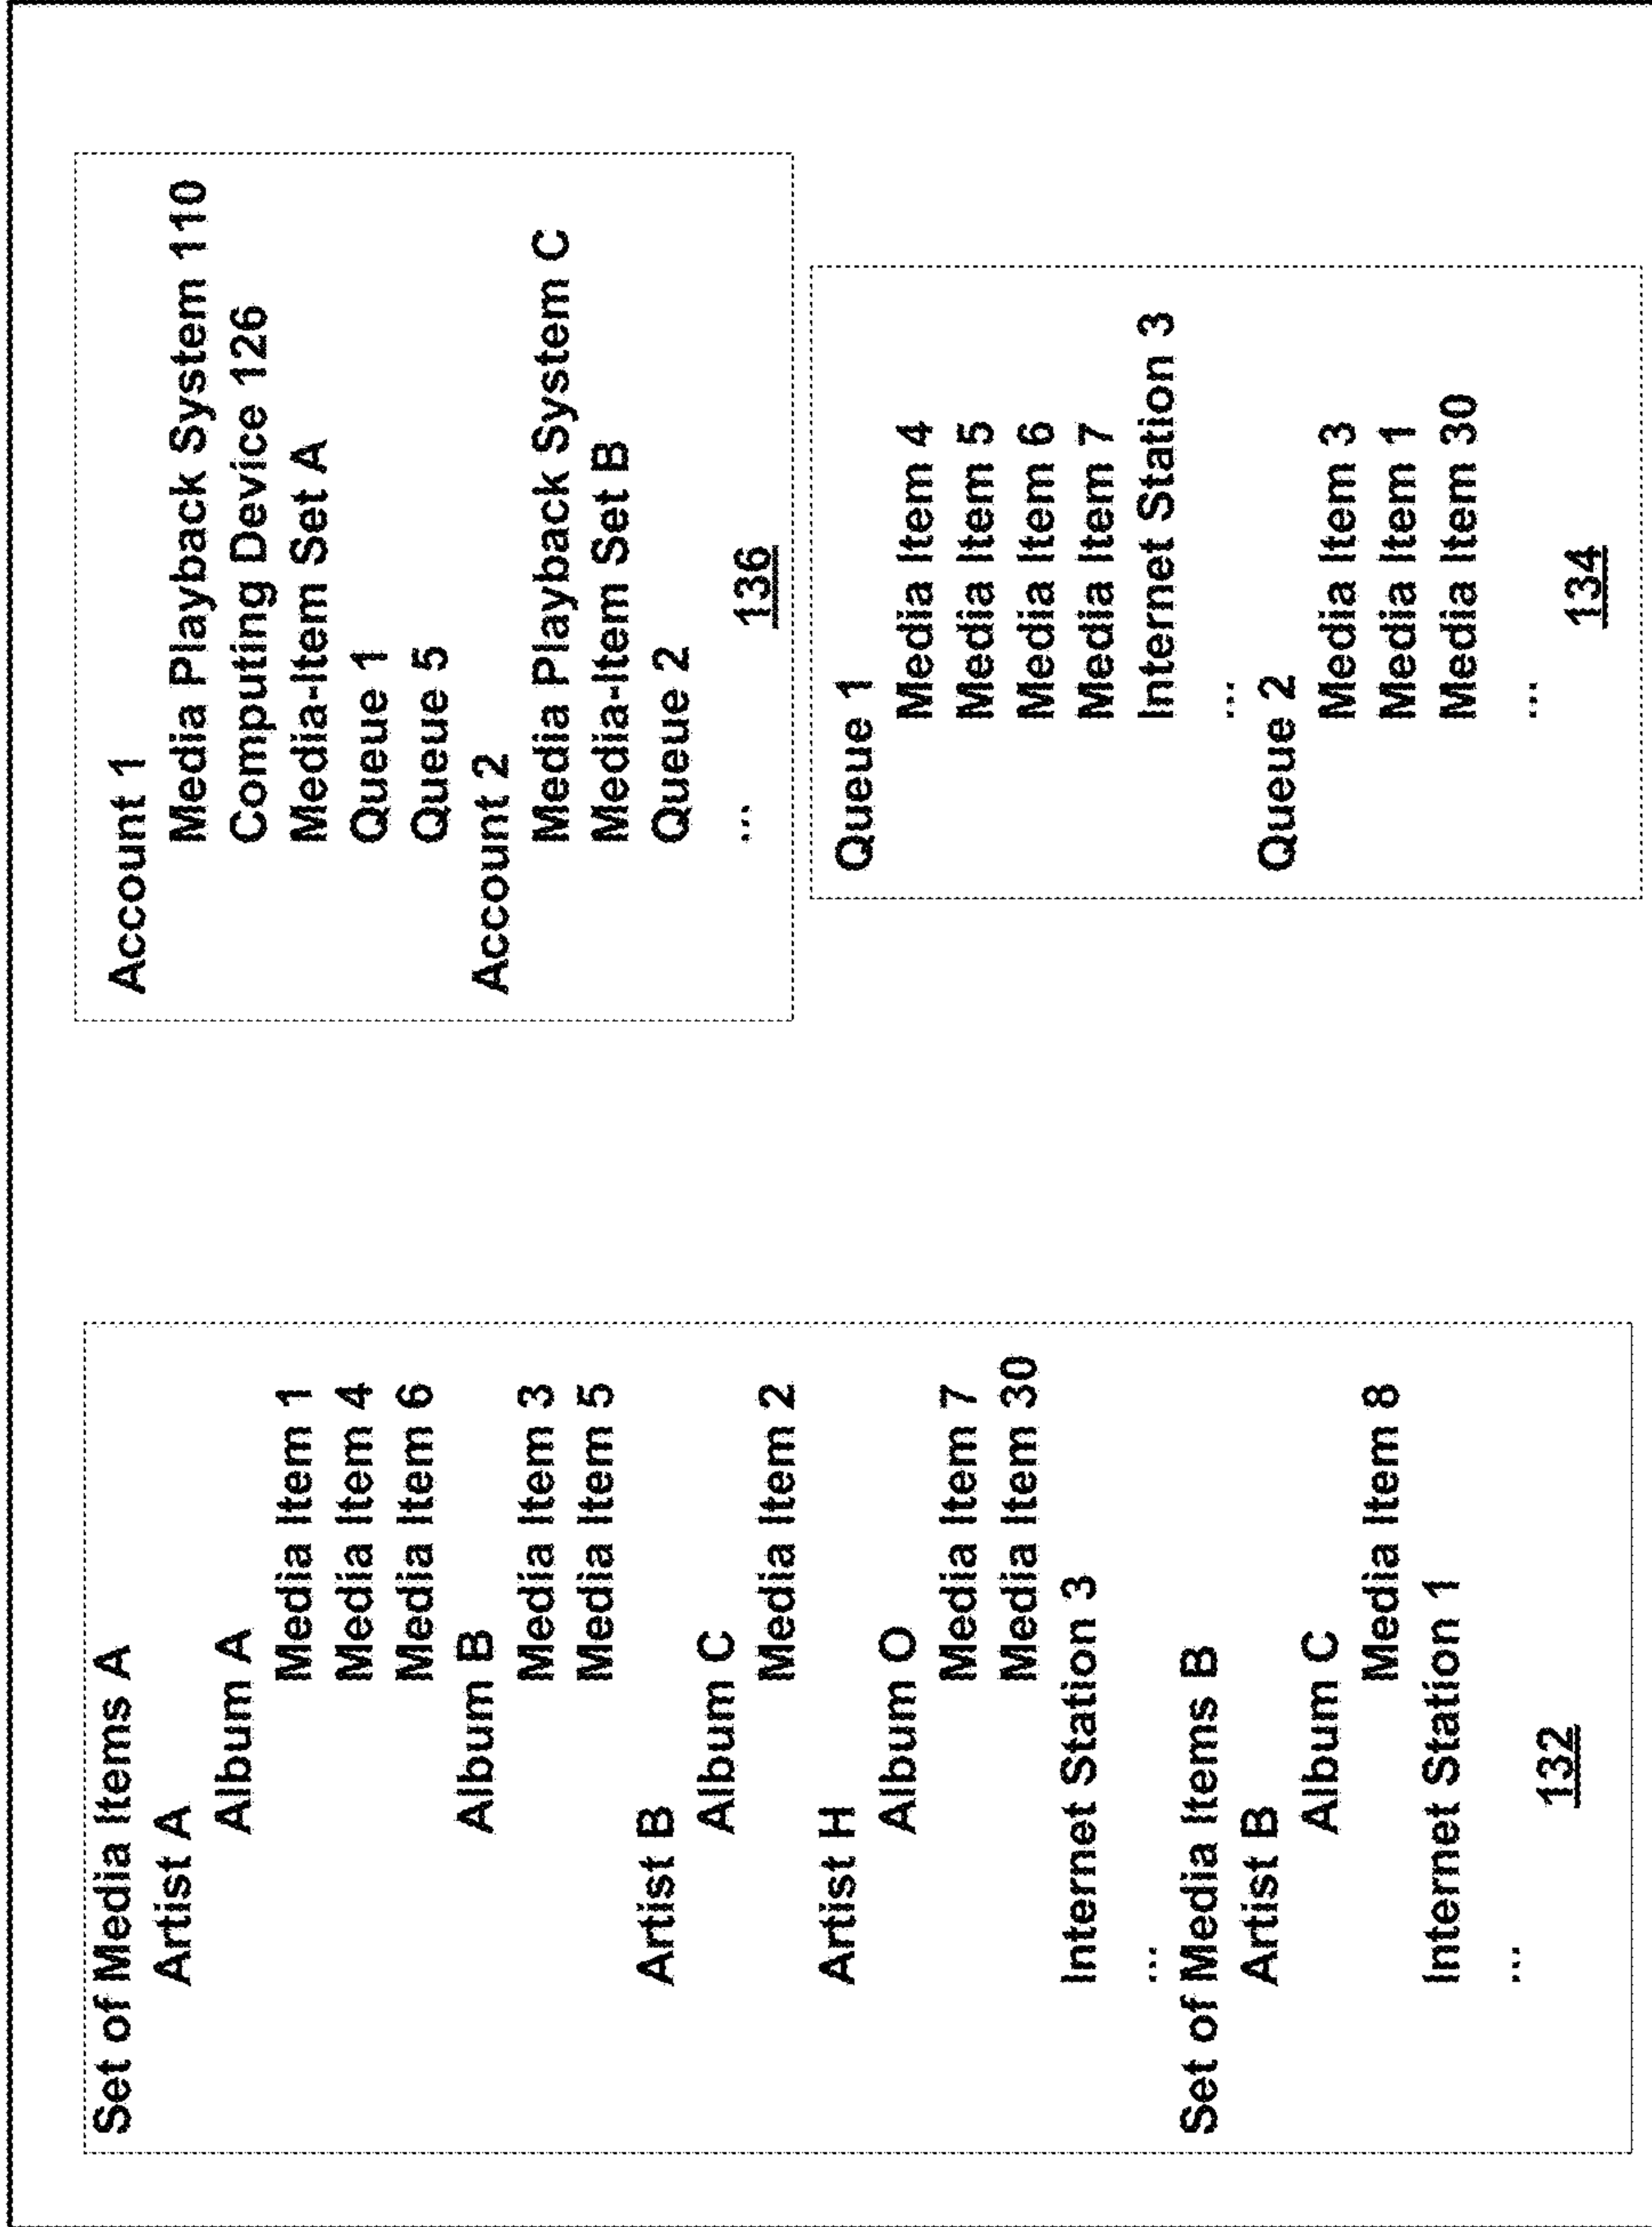 Set of Media Items A
Artist A
Album A
Media Item 1
Media Item 4
Media Item 6
Album B
Media Item 3
Media Item 5
Artist B
Album C
Media Item 2
Artist H
Album O
Media Item 7
Media Item 30
Internet Station 3
...
Set of Media Items B
Artist B
Album C
Media Item 8
Internet Station 1
...
132
Account 1
Media Playback System 110
Computing Device 126
Media-Item Set A
Queue 1
Queue 5
Account 2
Media Playback System C
Media-Item Set B
Queue 2
...
136
Queue 1
Media Item 4
Media Item 5
Media Item 6
Media Item 7
Internet Station 3
...
Queue 2
Media Item 3
Media Item 1
Media Item 30
...
134